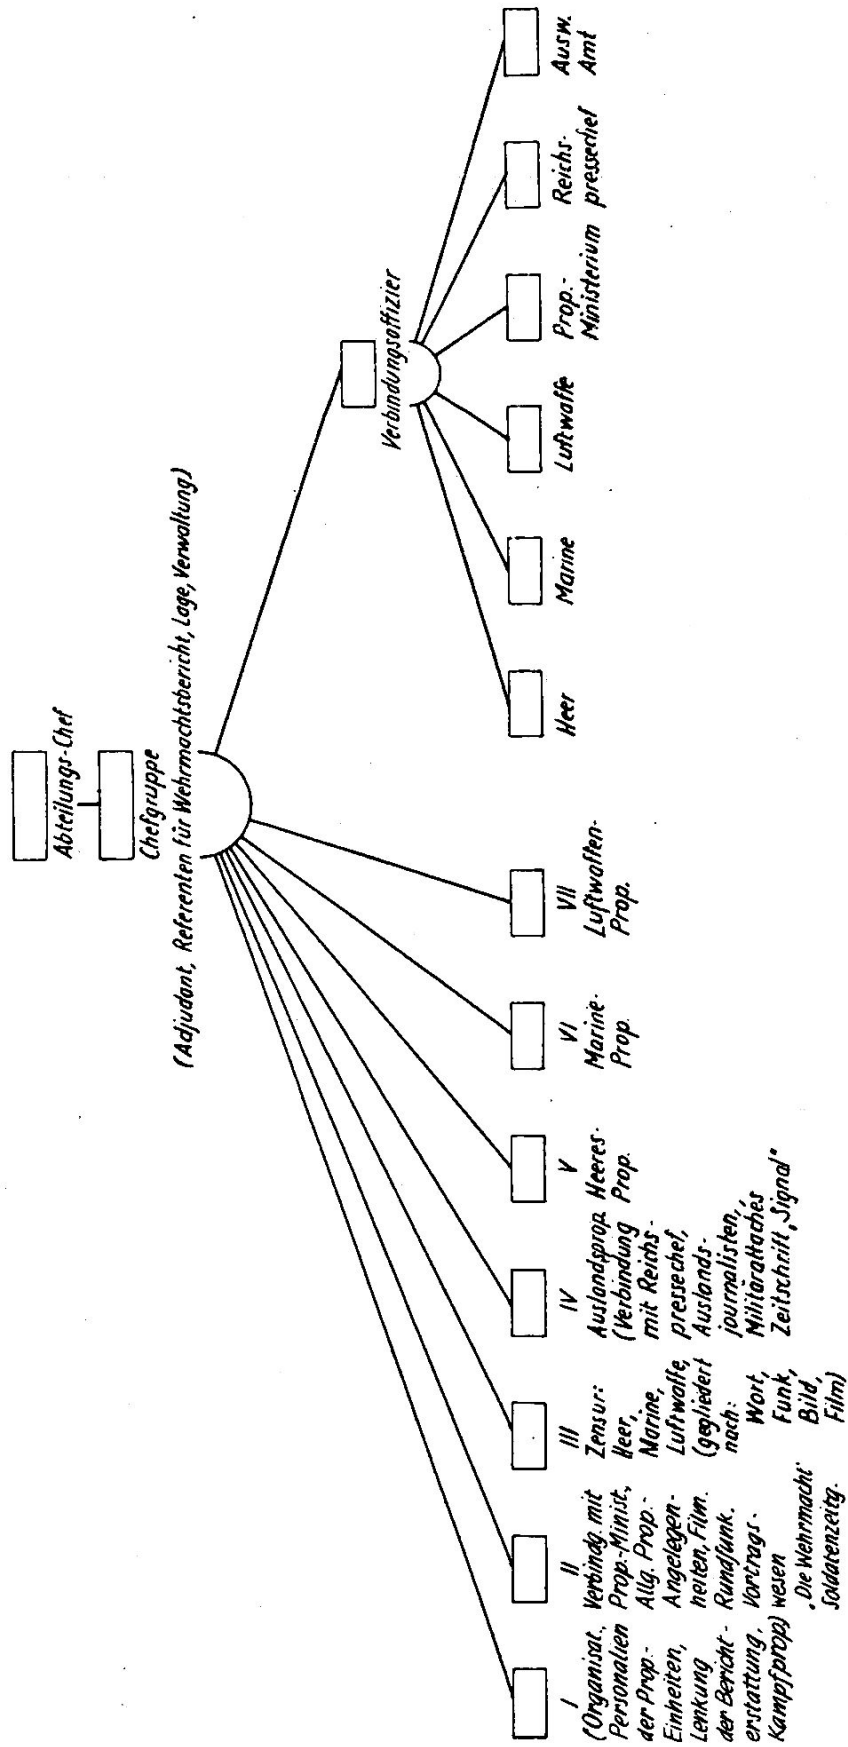 Abteilungs-Chef
Chefgruppe
(Adjudant, Referenten für Wehrmachtsbericht, Lage, Verwaltung)
I
(Organisat.
Personalien
der Prop.-
Einheiten,
Lenkung
der Bericht-
erstattung,
Kampfprop)
II
Verbindg. mit
Prop.-Minist.,
Allg. Prop.-
Angelegen-
heiten, Film.
Rundfunk.
Vortrags-
wesen
„Die Wehrmacht"
Soldatenzeitg.
III
Zensur:
Heer,
Marine,
Luftwaffe,
(gegliedert
nach:
Wort,
Funk,
Bild,
Film)
IV
Auslandsprop.
(Verbindung
mit Reichs-
pressechef,
Auslands-
journalisten,
Militärattaches
Zeitschrift „Signal"
V
Heeres-
Prop.
VI
Marine-
Prop.
VII
Luftwaffen-
Prop.
Verbindungsoffizier
Heer
Marine
Luftwaffe
Prop.-
Ministerium
Reichs-
pressechef
Ausw.
Amt